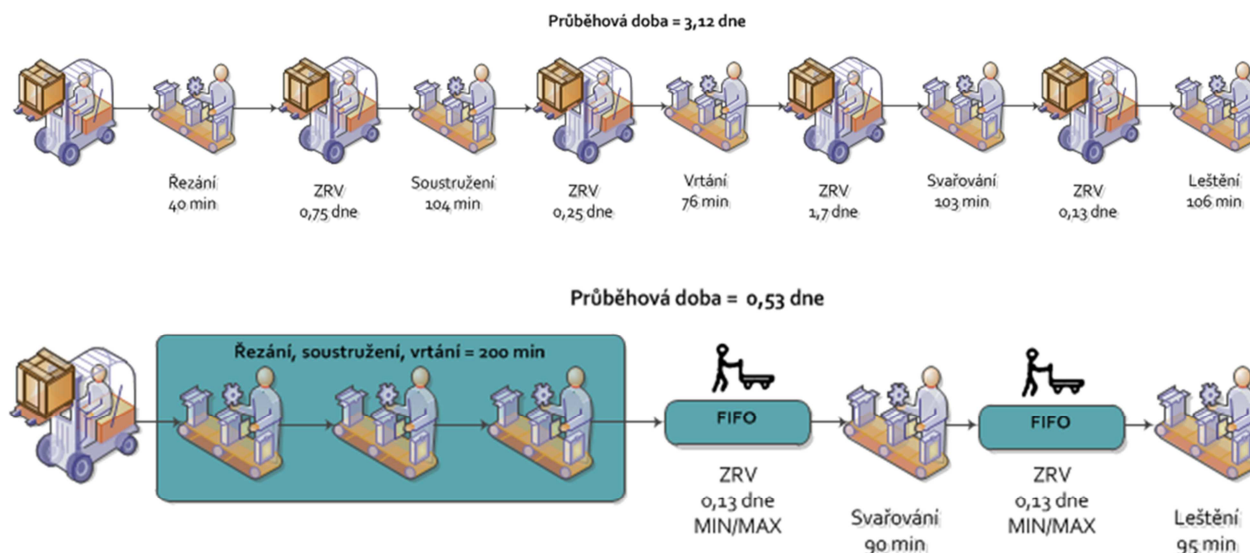 Průběhová doba = 3,12 dne
Řezání
40 min
ZRV
0,75 dne
Soustružení
104 min
ZRV
0,25 dne
Vrtání
76 min
ZRV
1,7 dne
Svařování
103 min
ZRV
0,13 dne
Leštění
106 min
Průběhová doba = 0,53 dne
Řezání, soustružení, vrtání = 200 min
FIFO
ZRV
0,13 dne
MIN/MAX
Svařování
90 min
FIFO
ZRV
0,13 dne
MIN/MAX
Leštění
95 min